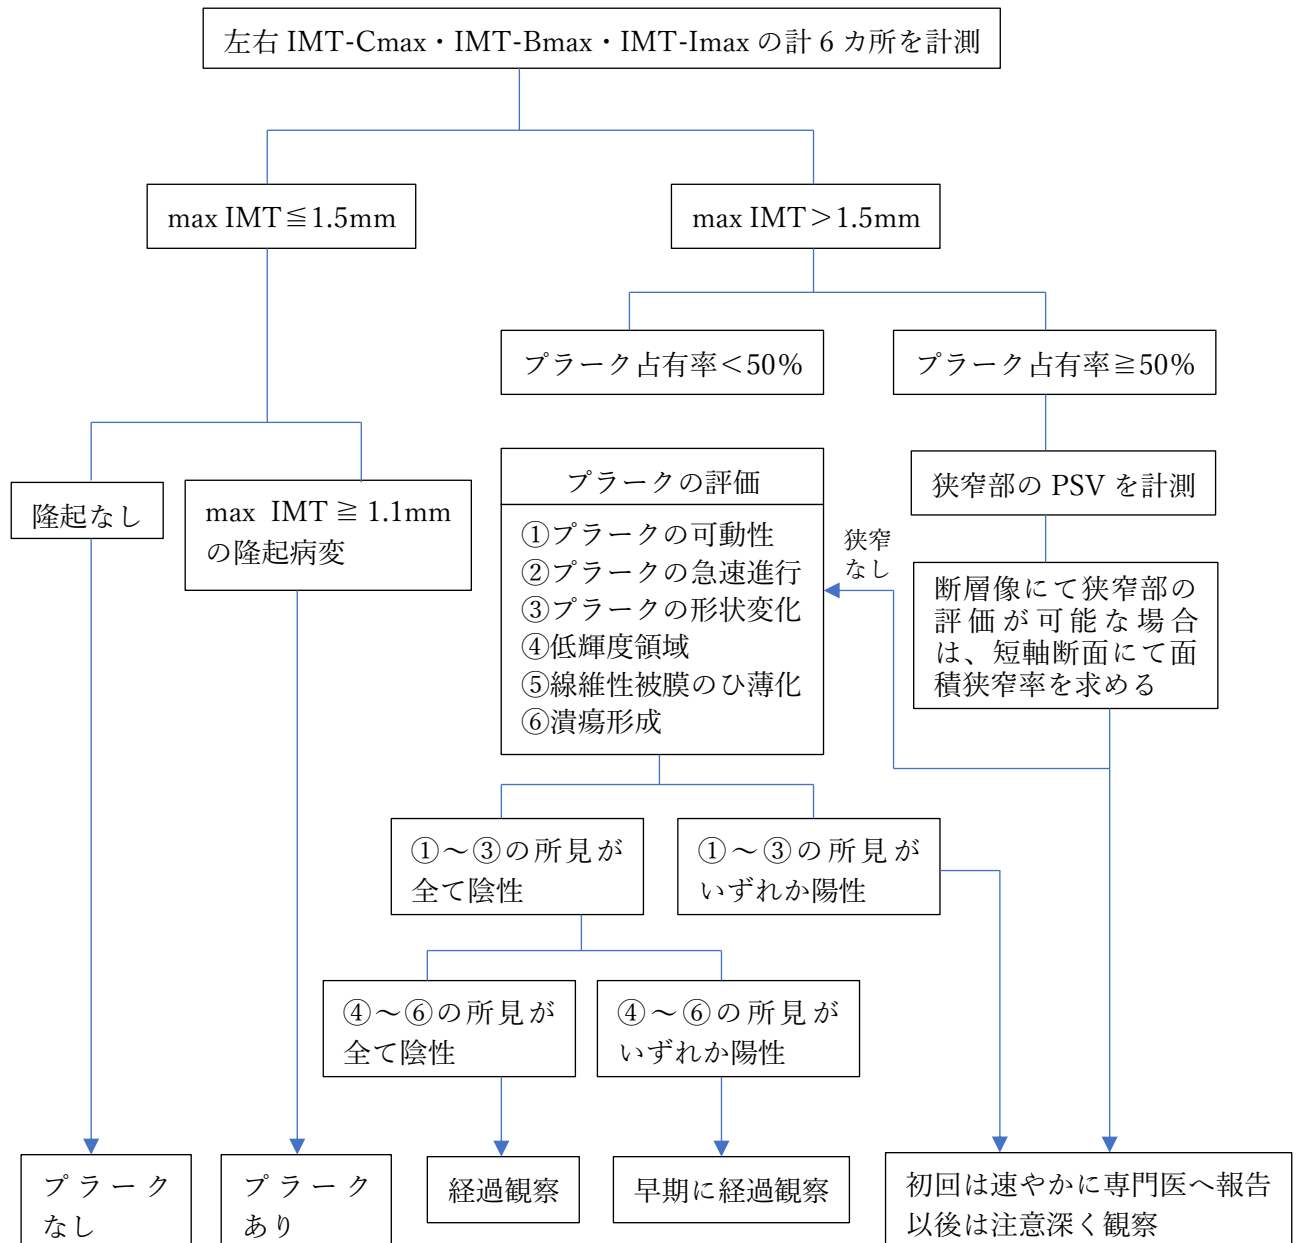 左右 IMT-Cmax・IMT-Bmax・IMT-Imax の計 6 カ所を計測
max IMT≦1.5mm
max IMT＞1.5mm
プラーク占有率＜50%
プラーク占有率≧50%
隆起なし
max IMT ≧ 1.1mm
の隆起病変
プラークの評価
①プラークの可動性
②プラークの急速進行
③プラークの形状変化
④低輝度領域
⑤線維性被膜のひ薄化
⑥潰瘍形成
狭窄部の PSV を計測
狭窄
なし
断層像にて狭窄部の
評価が可能な場合
は、短軸断面にて面
積狭窄率を求める
①～③の所見が
全て陰性
①～③の所見が
いずれか陽性
④～⑥の所見が
全て陰性
④～⑥の所見が
いずれか陽性
プラーク
なし
プラーク
あり
経過観察
早期に経過観察
初回は速やかに専門医へ報告
以後は注意深く観察